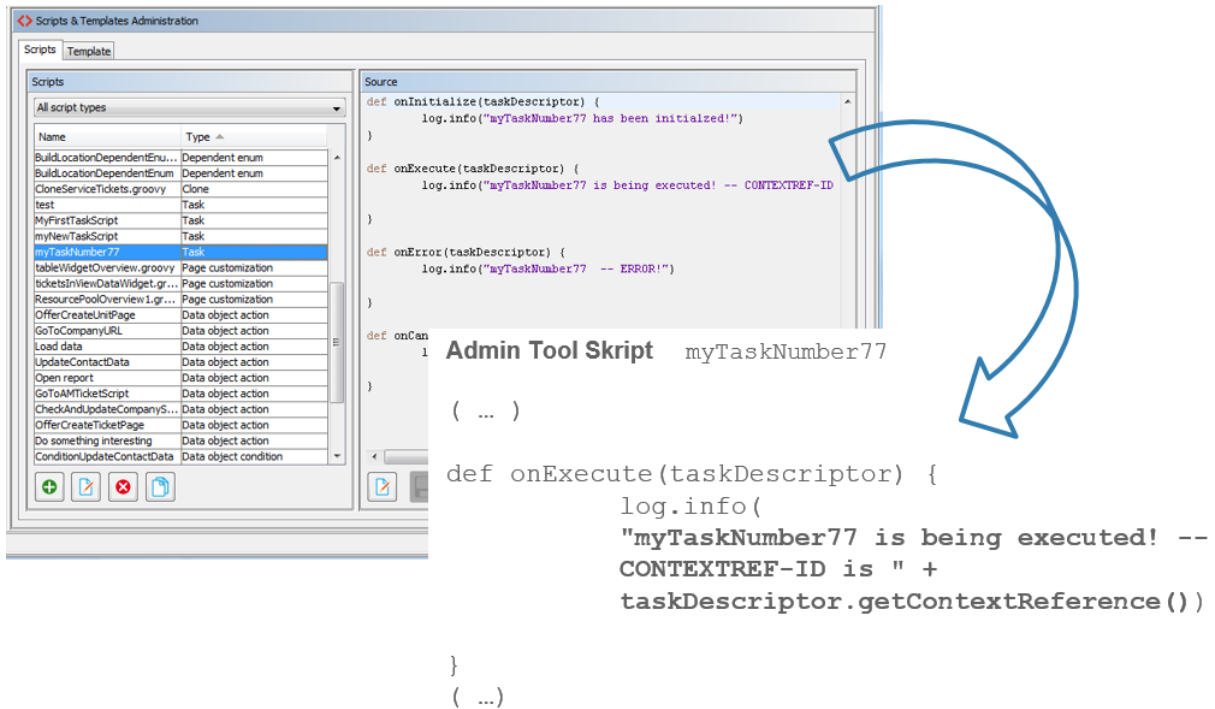 Scripts & Templates Administration
Scripts Template
Scripts
All script types
Name Type
BuildLocationDependentEnu... Dependent enum
BuildLocationDependentEnum Dependent enum
CloneServiceTickets.groovy Clone
test Task
MyFirstTaskScript Task
myNewTaskScript Task
myTaskNumber77 Task
tableWidgetOverview.groovy Page customization
ticketsInViewDataWidget.gr... Page customization
ResourcePoolOverview1.gr... Page customization
OfferCreateUnitPage Data object action
GoToCompanyURL Data object action
Load data Data object action
UpdateContactData Data object action
Open report Data object action
GoToAMTicketScript Data object action
CheckAndUpdateCompanyS... Data object action
OfferCreateTicketPage Data object action
Do something interesting Data object action
ConditionUpdateContactData Data object condition
Source
def onInitialize(taskDescriptor) {
log.info("myTaskNumber77 has been initialzed!")
}
def onExecute(taskDescriptor) {
log.info("myTaskNumber77 is being executed! -- CONTEXTREF-ID
}
def onError(taskDescriptor) {
log.info("myTaskNumber77  -- ERROR!")
}
def onCan
l
}
Admin Tool Skript myTaskNumber77
( … )
def onExecute(taskDescriptor) {
log.info(
"myTaskNumber77 is being executed! --
CONTEXTREF-ID is " +
taskDescriptor.getContextReference())
}
( …)